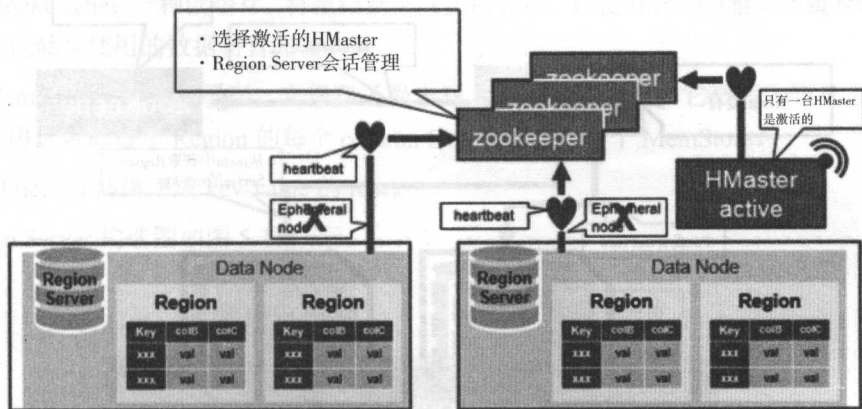 · 选择激活的HMaster
· Region Server会话管理
zookeeper
zookeeper
zookeeper
只有一台HMaster
是激活的
heartbeat
HMaster
active
Ephemeral
node
heartbeat
Ephemeral
node
Region
Server
Data Node
Region
Key colB colC
xxx val val
xxx val val
Region
Key colB colC
xxx val val
xxx val val
Region
Server
Data Node
Region
Key colB colC
xxx val val
xxx val val
Region
Key colB colC
xxx val val
xxx val val